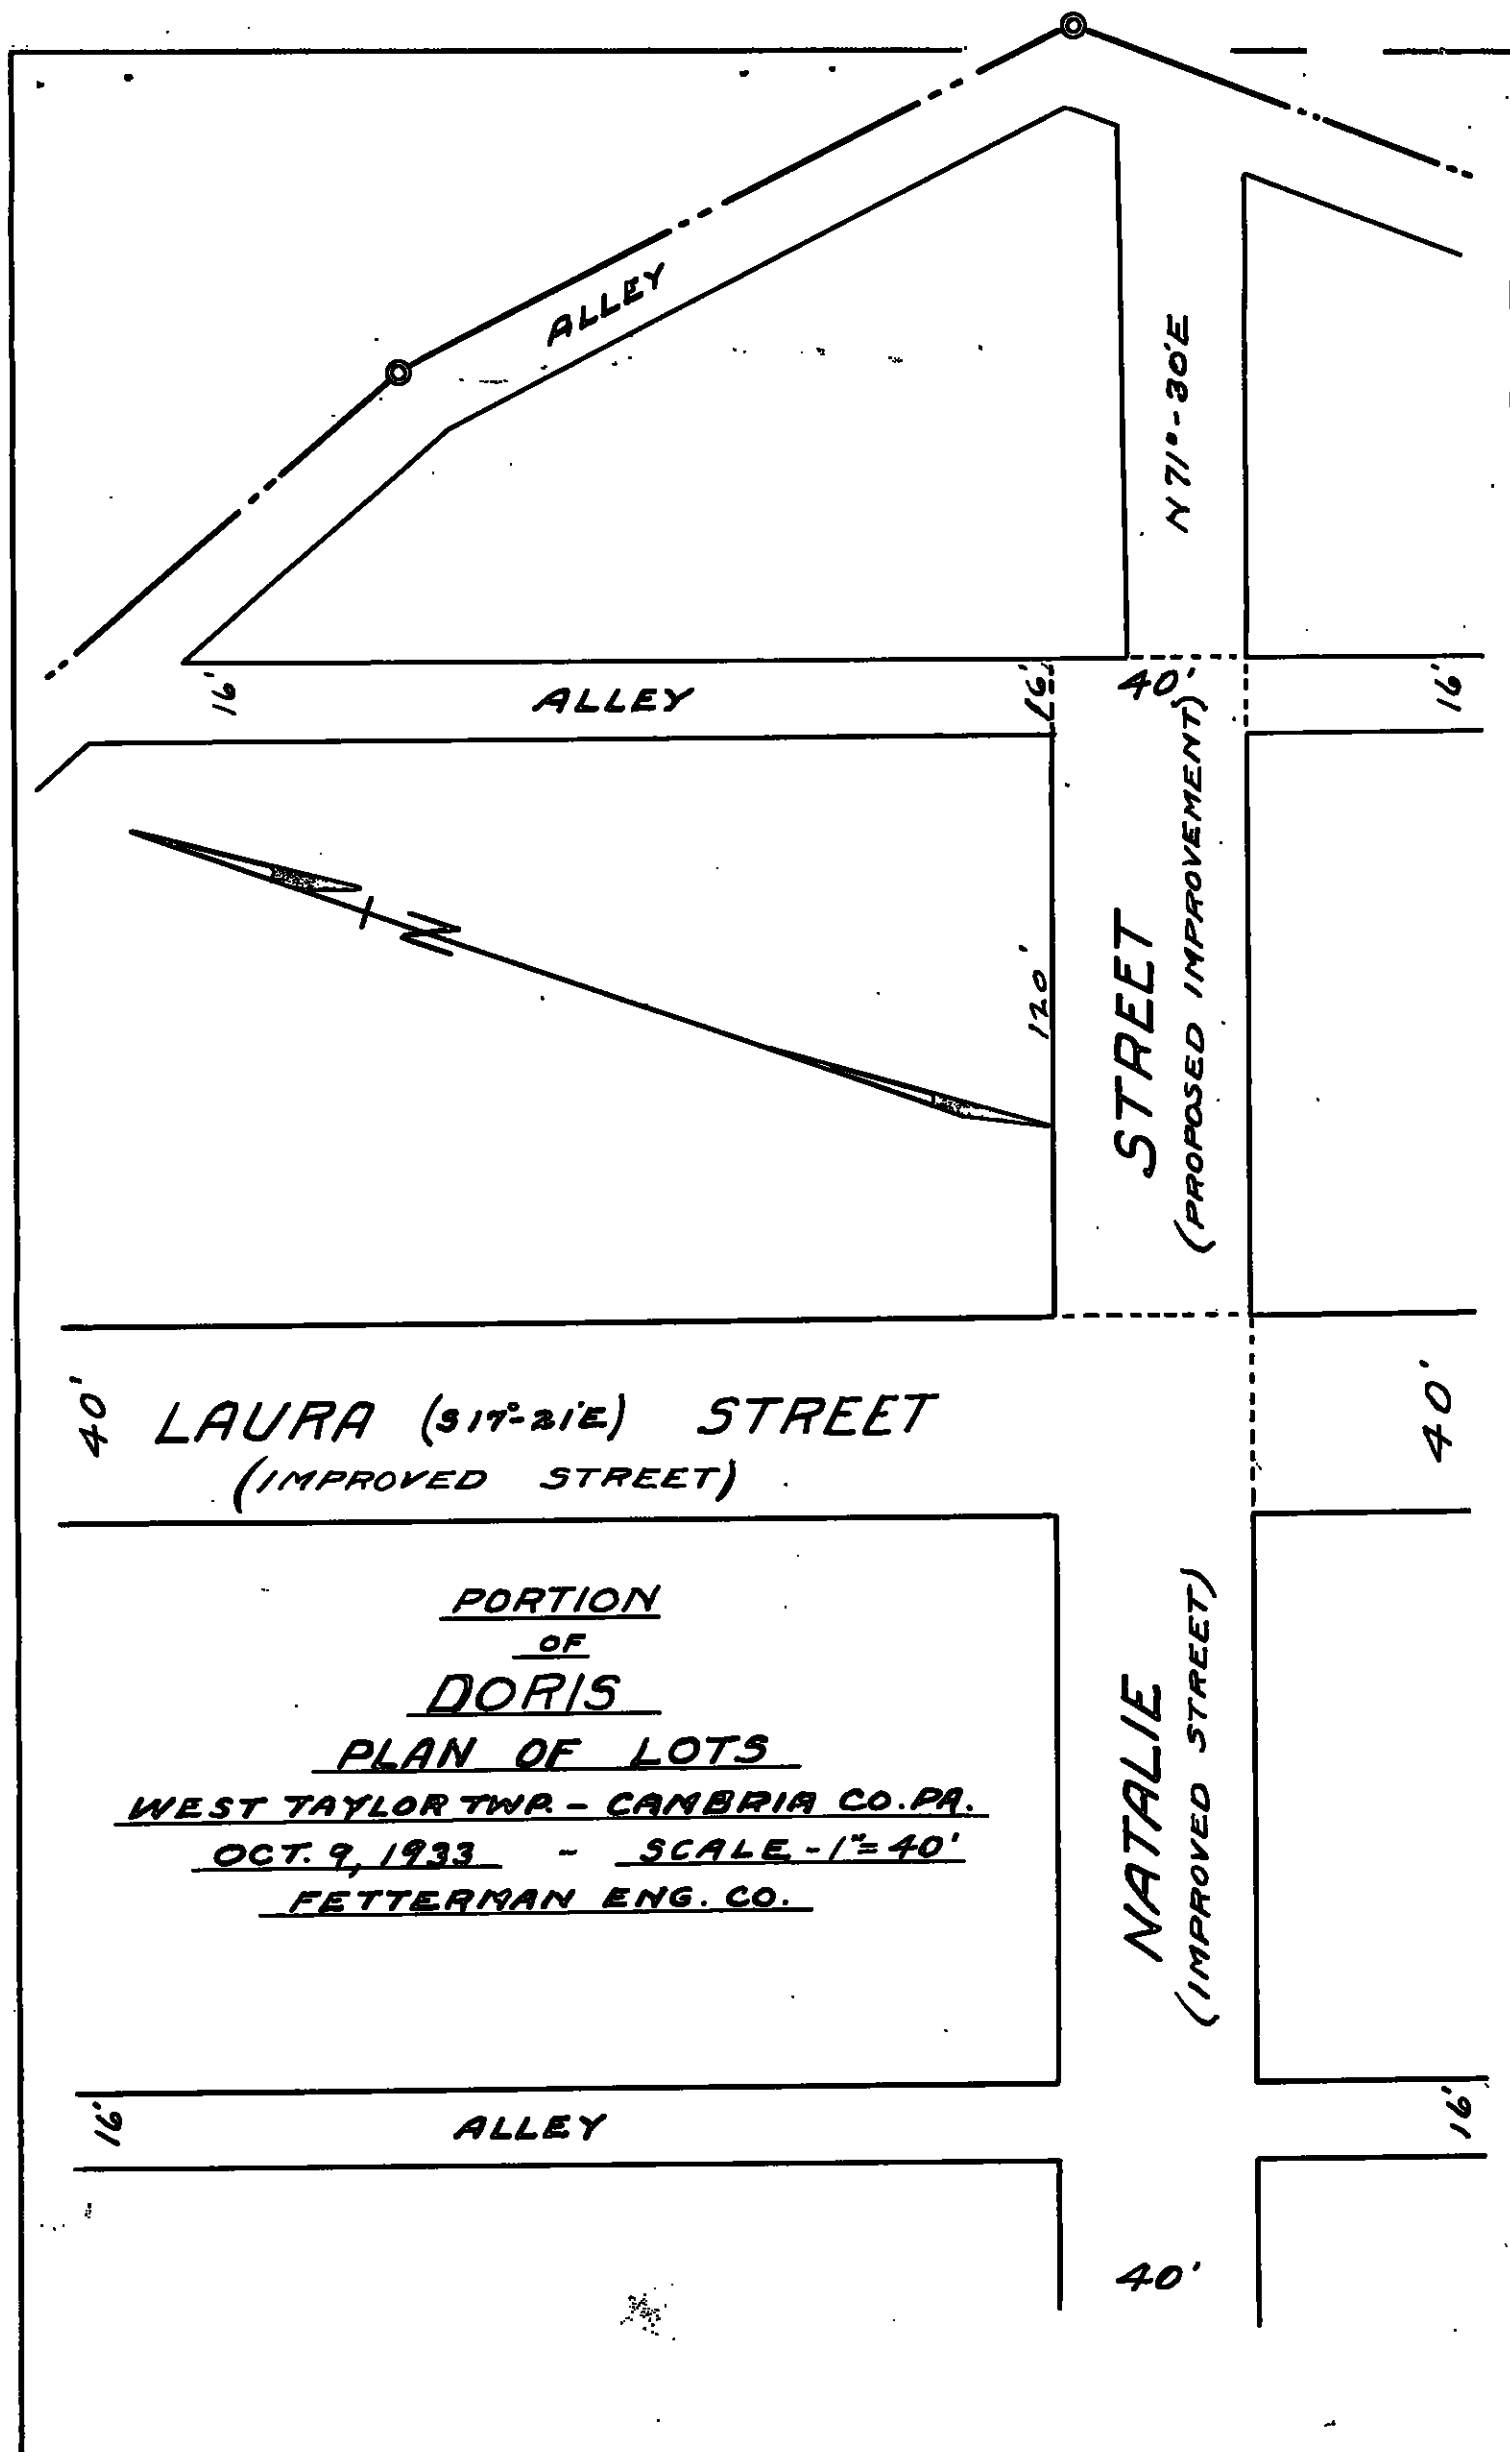 ALLEY
N 71°-30'E
16'
ALLEY
16'
40'
16'
120'
STREET
(PROPOSED IMPROVEMENT)
40'
LAURA (S17°-21'E) STREET
(IMPROVED STREET)
40'
PORTION
OF
DORIS
PLAN OF LOTS
WEST TAYLOR TWP. - CAMBRIA CO. PA.
OCT. 9, 1933 - SCALE - 1"= 40'
FETTERMAN ENG. CO.
NATALIE
(IMPROVED STREET)
16'
ALLEY
16'
40'
N